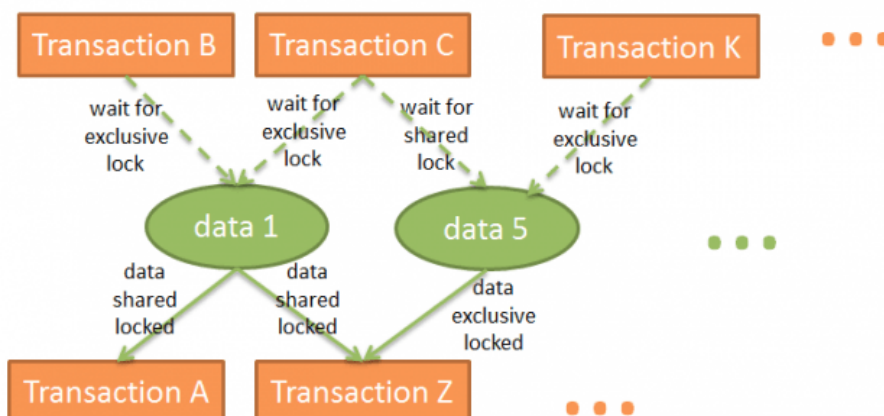 Transaction B
Transaction C
Transaction K
wait for
exclusive
lock
wait for
exclusive
lock
wait for
shared
lock
wait for
exclusive
lock
data 1
data 5
data
shared
locked
data
shared
locked
data
exclusive
locked
Transaction A
Transaction Z